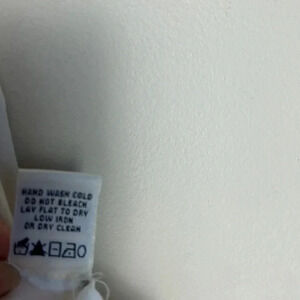 HAND WASH COLD
DO NOT BLEACH
LAY FLAT TO DRY
LOW IRON
OR DRY CLEAN